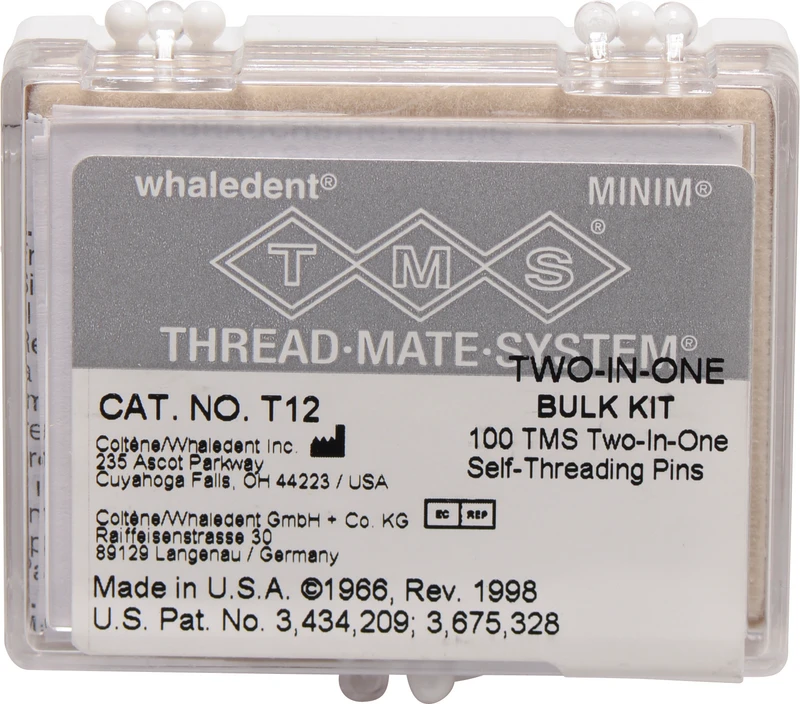 whaledent® MINIM®
T M S ®
THREAD·MATE·SYSTEM®
TWO-IN-ONE
CAT. NO. T12
BULK KIT
100 TMS Two-In-One
Self-Threading Pins
Coltène/Whaledent Inc.
235 Ascot Parkway
Cuyahoga Falls, OH 44223 / USA
Coltène/Whaledent GmbH + Co. KG
EC REP
Raiffeisenstrasse 30
89129 Langenau / Germany
Made in U.S.A. ©1966, Rev. 1998
U.S. Pat. No. 3,434,209; 3,675,328